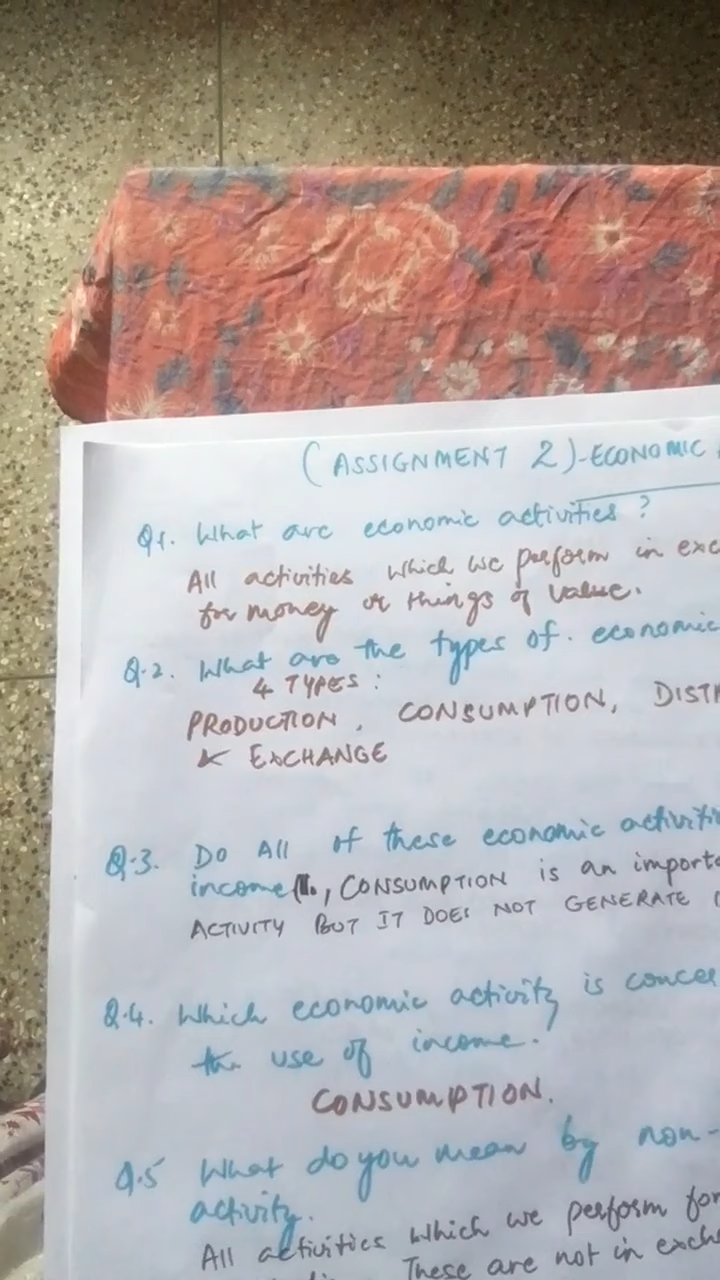 (ASSIGNMENT 2)-ECONOMIC
Q1. What are economic activities?
All activities which we perform in exc
for money or things of value.
Q.2. What are the types of. economic
4 TYPES:
PRODUCTION, CONSUMPTION, DISTR
& EXCHANGE
Q.3. DO All of these economic activiti
income, CONSUMPTION is an importa
ACTIVITY BUT IT DOES NOT GENERATE
Q.4. Which economic activity is concer
the use of income.
CONSUMPTION.
Q.5 What do you mean by non-
activity.
All activities which we perform for
These are not in excha